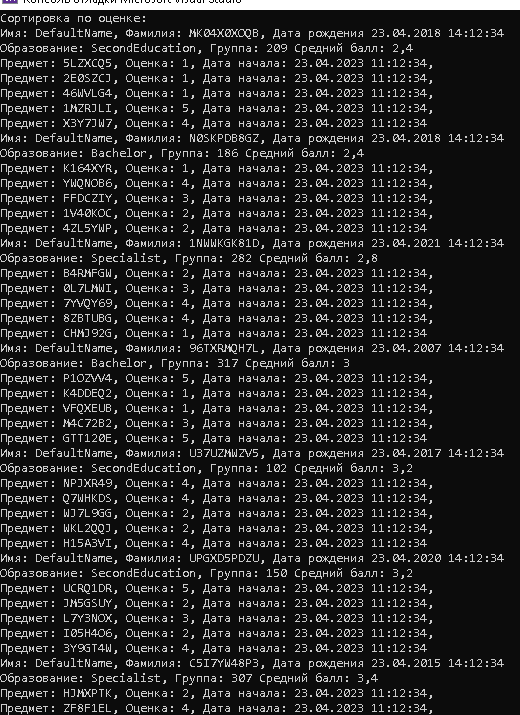 Консоль отладки Microsoft Visual Studio
Сортировка по оценке:
Имя: DefaultName, Фамилия: MK04X0XOQB, Дата рождения 23.04.2018 14:12:34
Образование: SecondEducation, Группа: 209 Средний балл: 2,4
Предмет: 5LZXCQ5, Оценка: 1, Дата начала: 23.04.2023 11:12:34,
Предмет: 2E0SZCJ, Оценка: 1, Дата начала: 23.04.2023 11:12:34,
Предмет: 46WVLG4, Оценка: 1, Дата начала: 23.04.2023 11:12:34,
Предмет: 1MZRJLI, Оценка: 5, Дата начала: 23.04.2023 11:12:34,
Предмет: X3Y7JW7, Оценка: 4, Дата начала: 23.04.2023 11:12:34,
Имя: DefaultName, Фамилия: N0SKPDB8GZ, Дата рождения 23.04.2018 14:12:34
Образование: Bachelor, Группа: 186 Средний балл: 2,4
Предмет: K164XYR, Оценка: 1, Дата начала: 23.04.2023 11:12:34,
Предмет: YWQNOB6, Оценка: 4, Дата начала: 23.04.2023 11:12:34,
Предмет: FFDCZIY, Оценка: 3, Дата начала: 23.04.2023 11:12:34,
Предмет: 1V40KOC, Оценка: 2, Дата начала: 23.04.2023 11:12:34,
Предмет: 4ZL5YWP, Оценка: 2, Дата начала: 23.04.2023 11:12:34,
Имя: DefaultName, Фамилия: 1NWWKGK81D, Дата рождения 23.04.2021 14:12:34
Образование: Specialist, Группа: 282 Средний балл: 2,8
Предмет: B4RMFGW, Оценка: 2, Дата начала: 23.04.2023 11:12:34,
Предмет: 0L7LMWI, Оценка: 3, Дата начала: 23.04.2023 11:12:34,
Предмет: 7YVQY69, Оценка: 4, Дата начала: 23.04.2023 11:12:34,
Предмет: 8ZBTUBG, Оценка: 4, Дата начала: 23.04.2023 11:12:34,
Предмет: CHMJ92G, Оценка: 1, Дата начала: 23.04.2023 11:12:34,
Имя: DefaultName, Фамилия: 96TXRMQH7L, Дата рождения 23.04.2007 14:12:34
Образование: Bachelor, Группа: 317 Средний балл: 3
Предмет: P1OZVV4, Оценка: 5, Дата начала: 23.04.2023 11:12:34,
Предмет: K4DDEQ2, Оценка: 1, Дата начала: 23.04.2023 11:12:34,
Предмет: VFQXEUB, Оценка: 1, Дата начала: 23.04.2023 11:12:34,
Предмет: M4C72B2, Оценка: 3, Дата начала: 23.04.2023 11:12:34,
Предмет: GTT120E, Оценка: 5, Дата начала: 23.04.2023 11:12:34,
Имя: DefaultName, Фамилия: U37UZMWZV5, Дата рождения 23.04.2017 14:12:34
Образование: SecondEducation, Группа: 102 Средний балл: 3,2
Предмет: NPJXR49, Оценка: 4, Дата начала: 23.04.2023 11:12:34,
Предмет: Q7WHKDS, Оценка: 4, Дата начала: 23.04.2023 11:12:34,
Предмет: WJ7L9GG, Оценка: 2, Дата начала: 23.04.2023 11:12:34,
Предмет: WKL2QQJ, Оценка: 2, Дата начала: 23.04.2023 11:12:34,
Предмет: H15A3VI, Оценка: 4, Дата начала: 23.04.2023 11:12:34,
Имя: DefaultName, Фамилия: UPGXD5PDZU, Дата рождения 23.04.2020 14:12:34
Образование: SecondEducation, Группа: 150 Средний балл: 3,2
Предмет: UCRQ1DR, Оценка: 5, Дата начала: 23.04.2023 11:12:34,
Предмет: JM5GSUY, Оценка: 2, Дата начала: 23.04.2023 11:12:34,
Предмет: L7Y3NOX, Оценка: 3, Дата начала: 23.04.2023 11:12:34,
Предмет: I05H4O6, Оценка: 2, Дата начала: 23.04.2023 11:12:34,
Предмет: 3Y9GT4W, Оценка: 4, Дата начала: 23.04.2023 11:12:34,
Имя: DefaultName, Фамилия: C5I7YW48P3, Дата рождения 23.04.2015 14:12:34
Образование: Specialist, Группа: 307 Средний балл: 3,4
Предмет: HJMXPTK, Оценка: 2, Дата начала: 23.04.2023 11:12:34,
Предмет: ZF8F1EL, Оценка: 4, Дата начала: 23.04.2023 11:12:34,